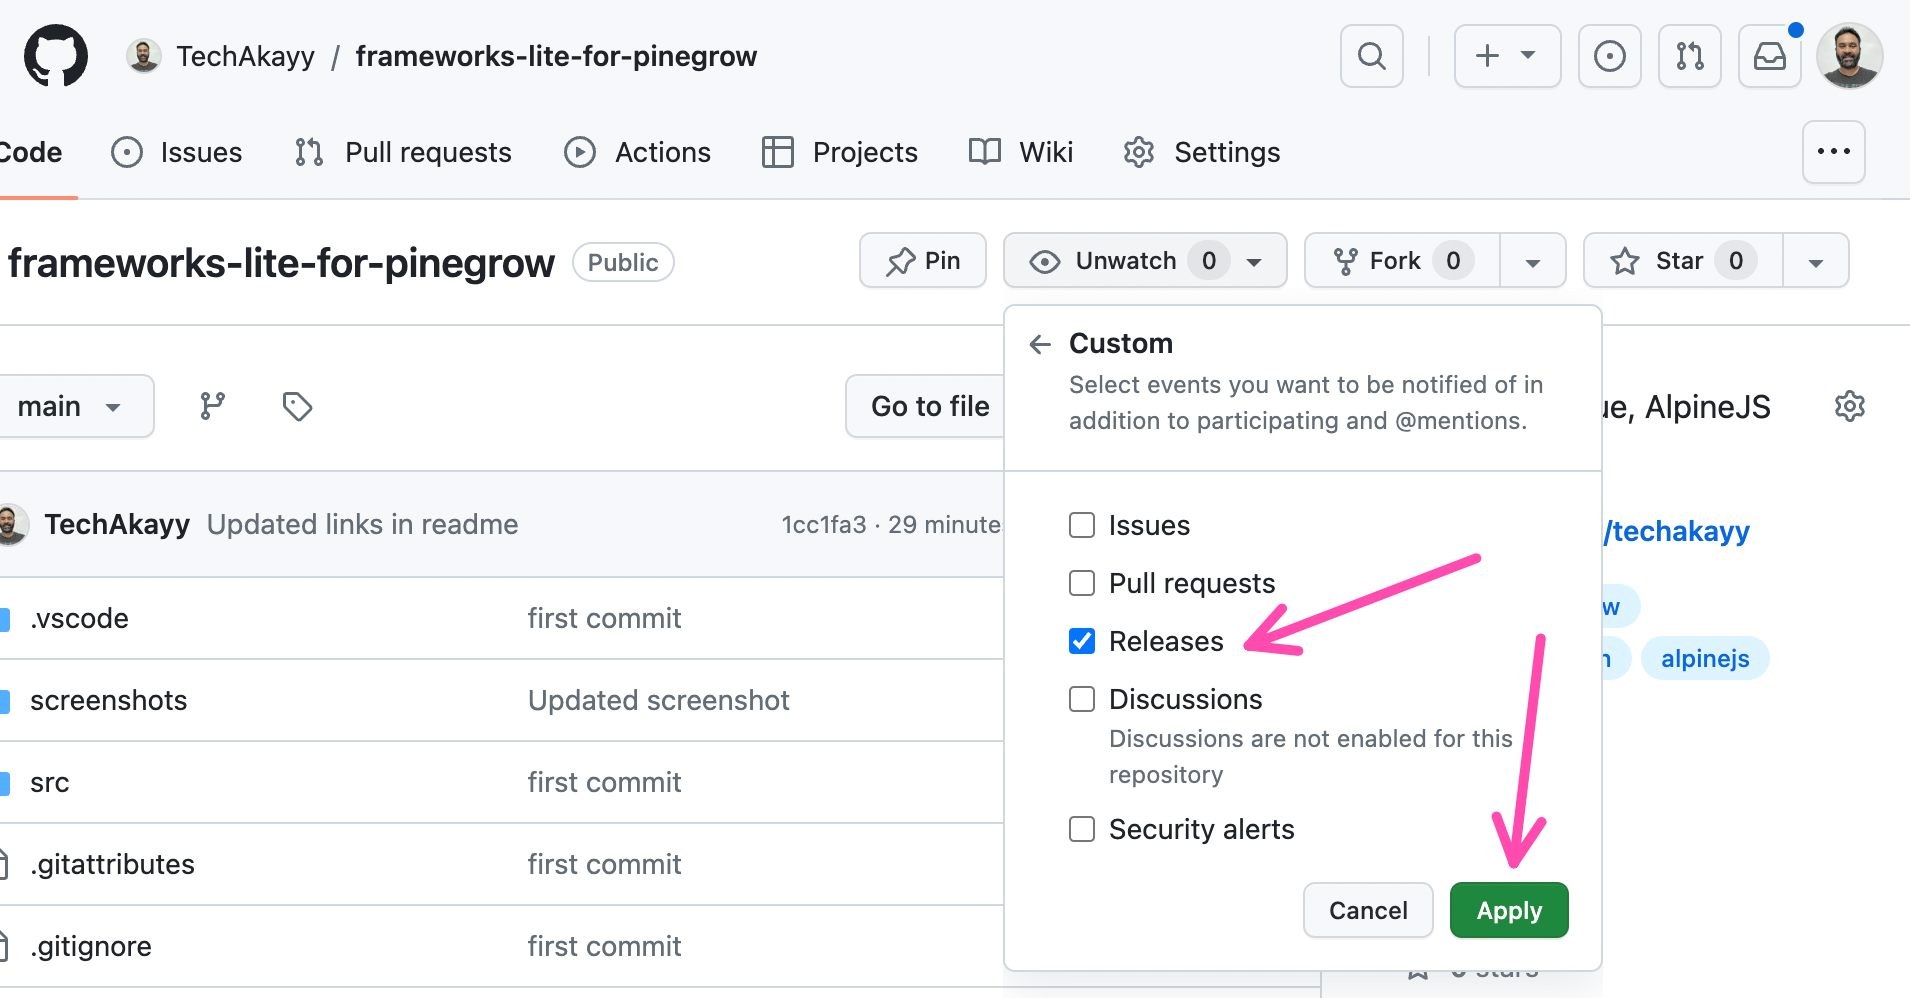 TechAkayy / frameworks-lite-for-pinegrow
Code Issues Pull requests Actions Projects Wiki Settings
frameworks-lite-for-pinegrow Public Pin Unwatch 0 Fork 0 Star 0
Custom
Select events you want to be notified of in
addition to participating and @mentions.
main Go to file ue, AlpineJS
TechAkayy Updated links in readme 1cc1fa3 · 29 minute
Issues
/techakayy
Pull requests
w
.vscode first commit
Releases
alpinejs
screenshots Updated screenshot
Discussions
Discussions are not enabled for this
repository
src first commit
Security alerts
.gitattributes first commit
Cancel Apply
.gitignore first commit
0 stars